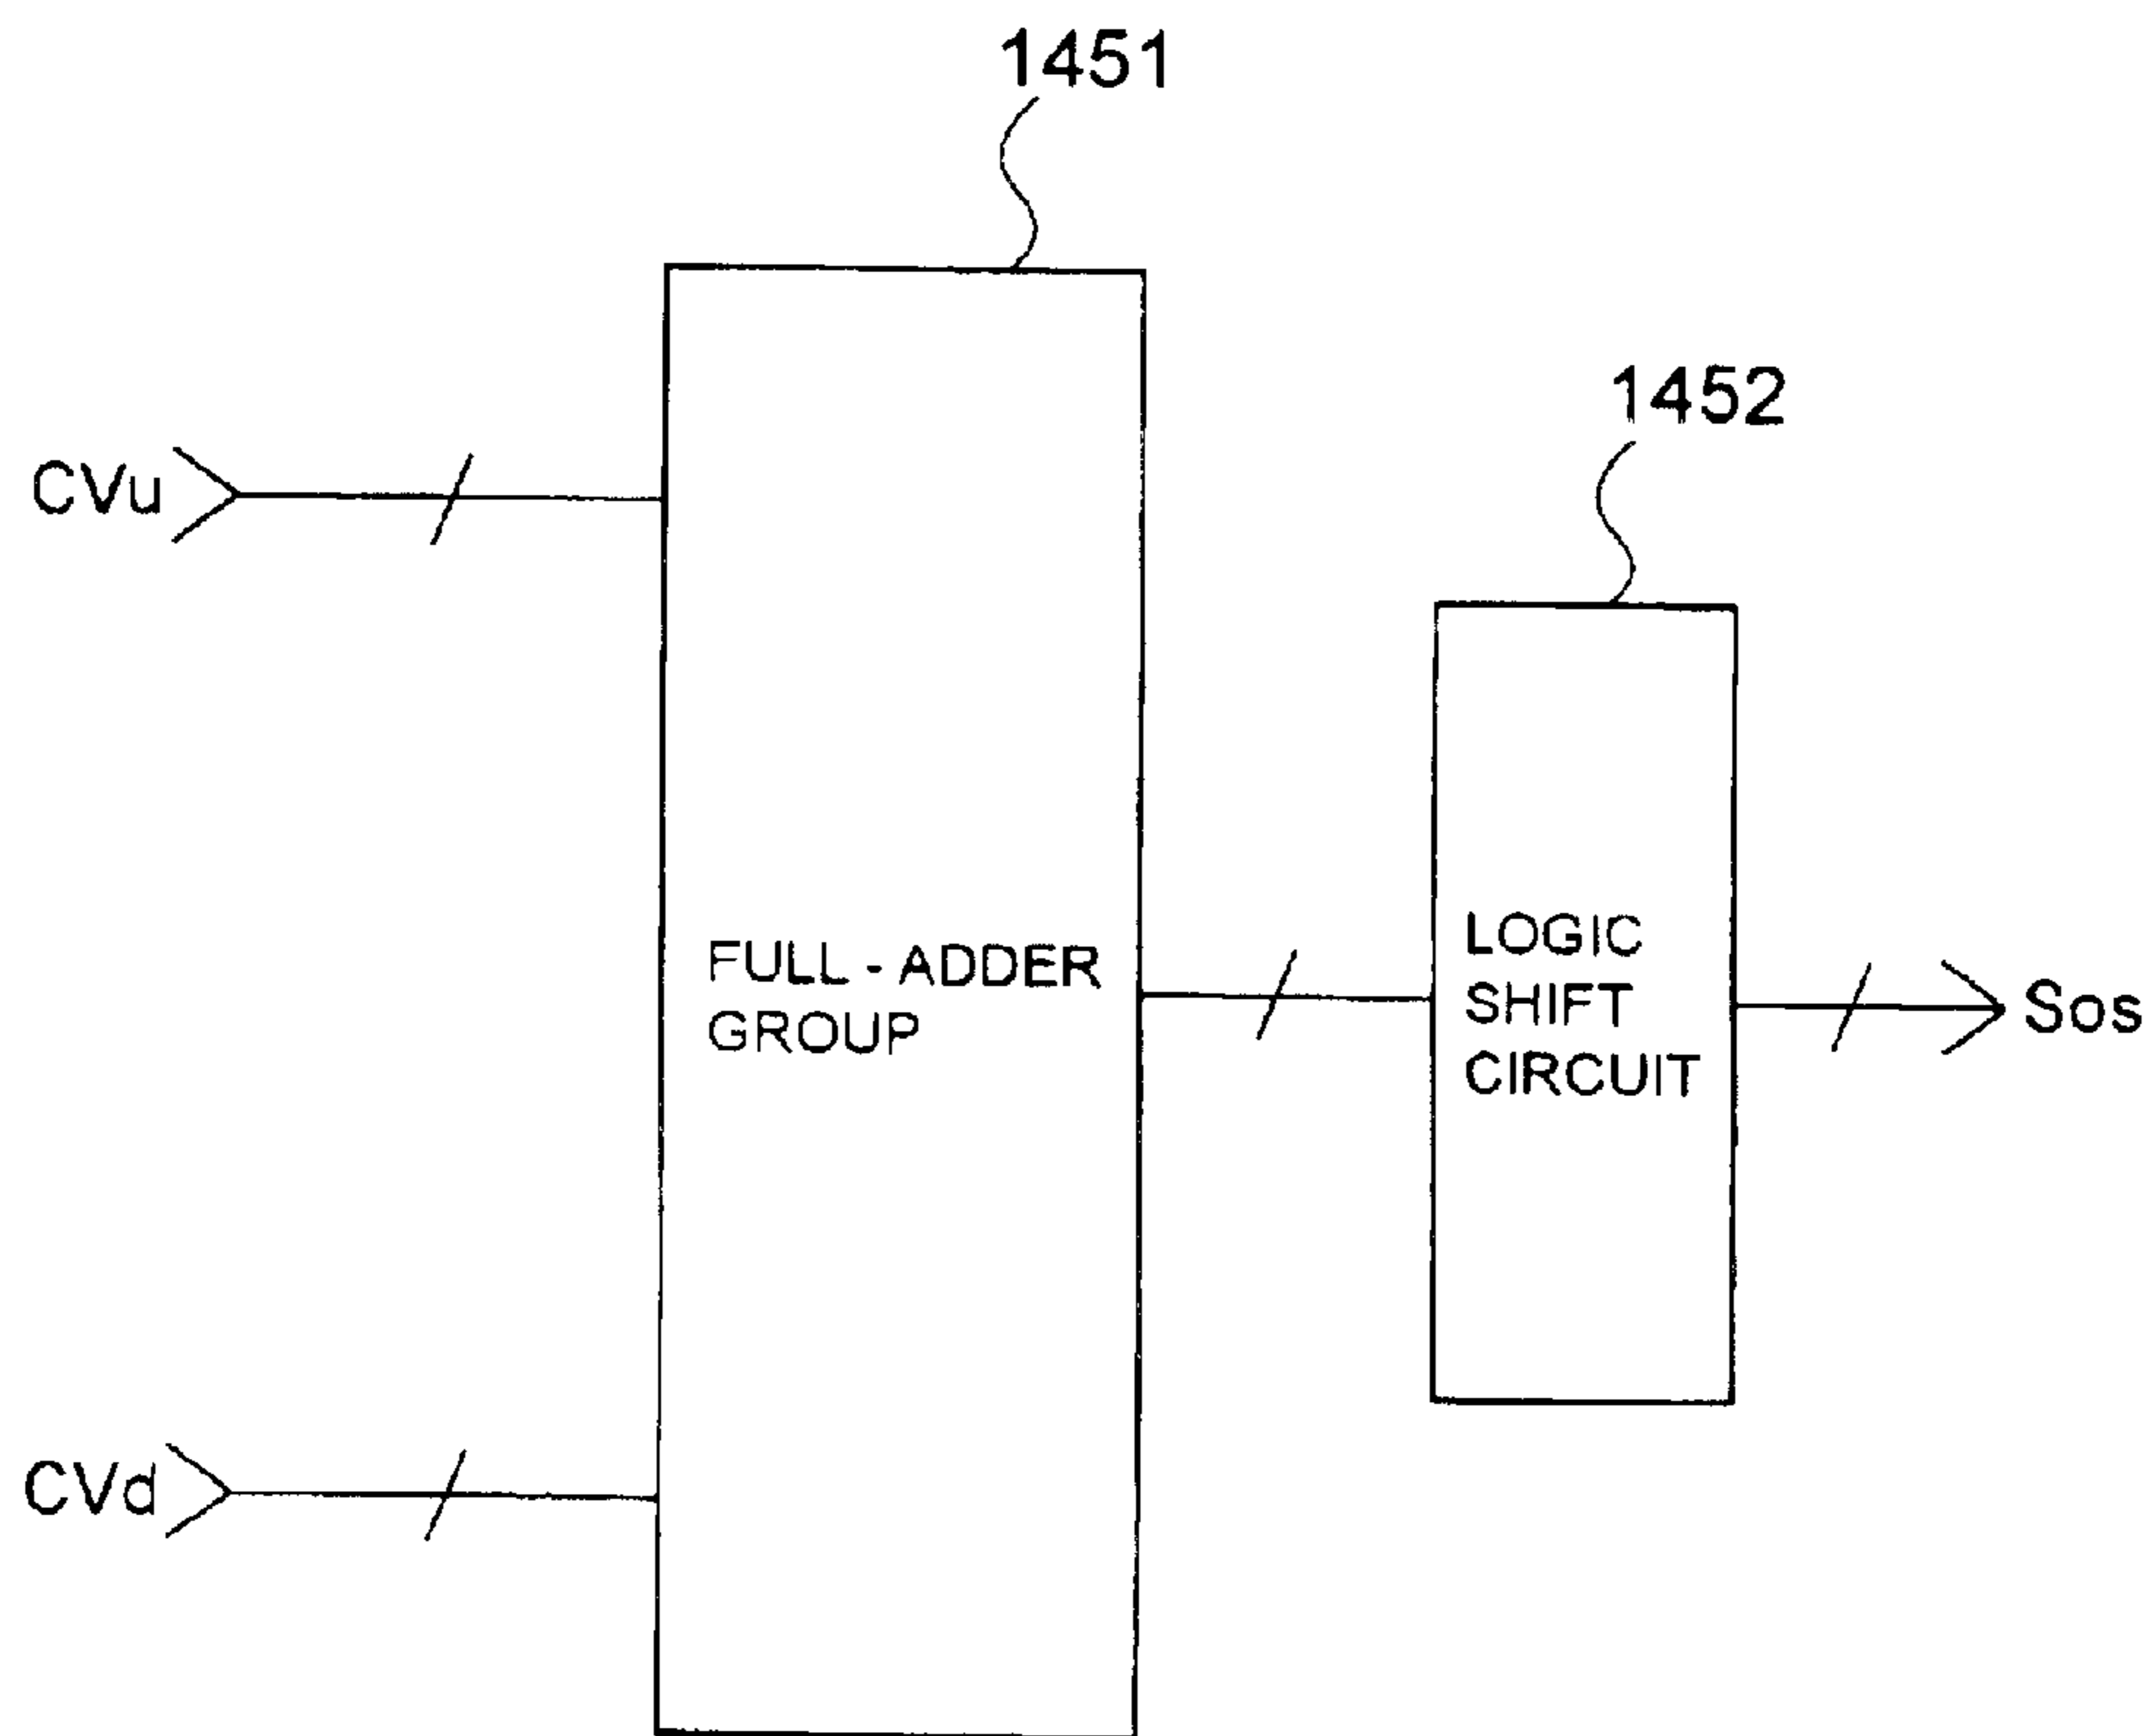 1451
1452
CVu
FULL-ADDER
GROUP
LOGIC
SHIFT
CIRCUIT
Sos
CVd